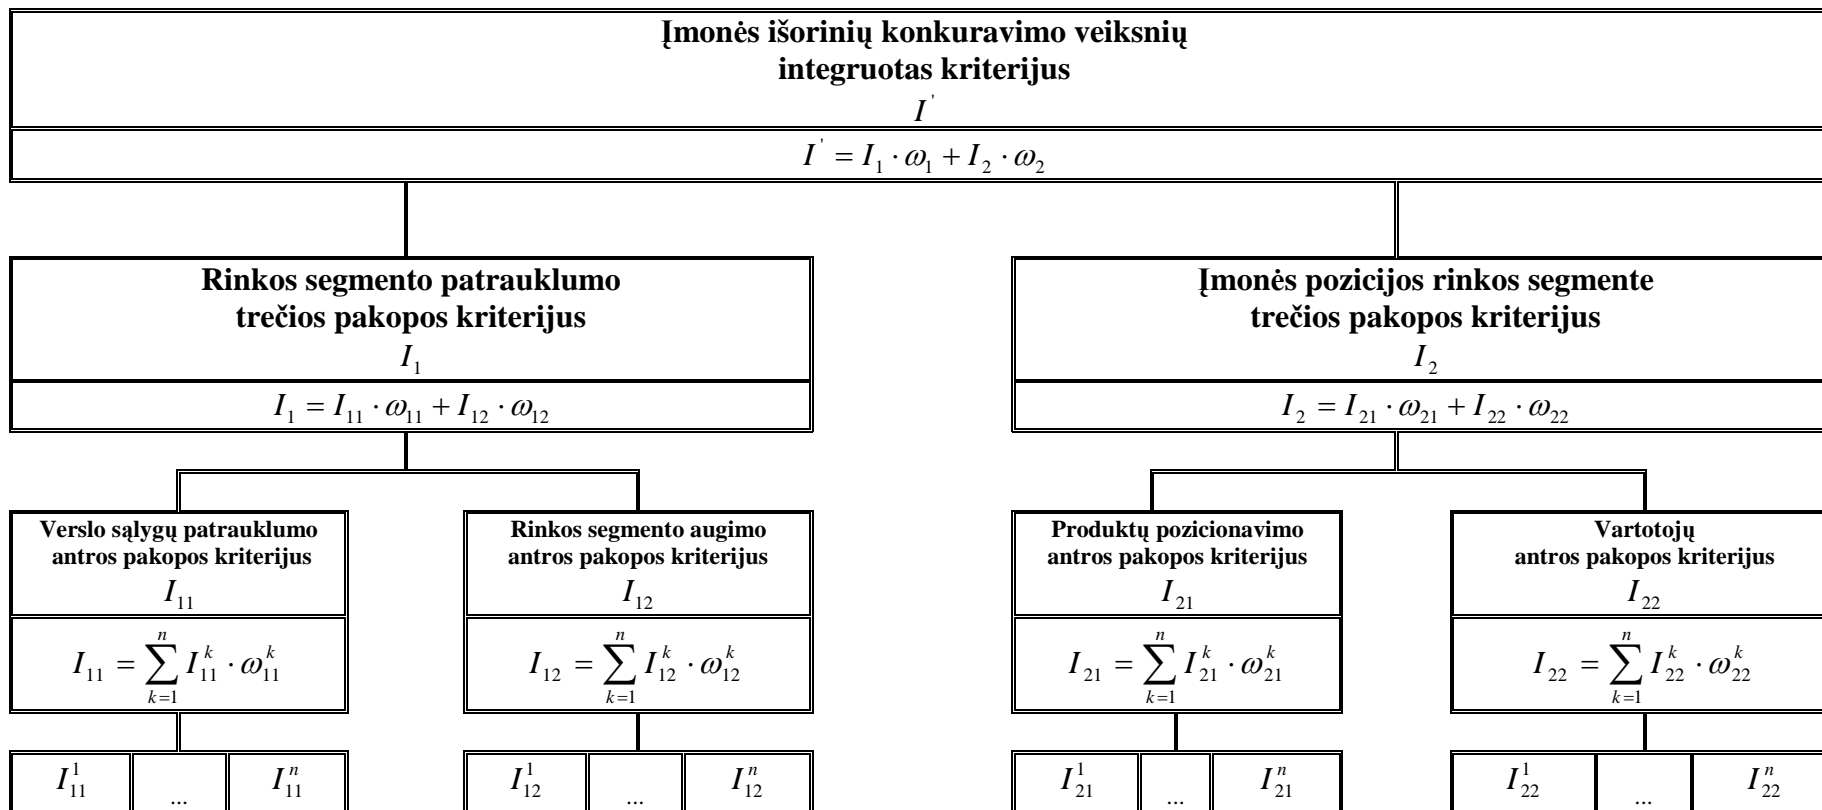 Įmonės išorinių konkuravimo veiksnių
integruotas kriterijus
I '
I ' = I₁ · ω₁ + I₂ · ω₂
Rinkos segmento patrauklumo
trečios pakopos kriterijus
I₁
I₁ = I₁₁ · ω₁₁ + I₁₂ · ω₁₂
Įmonės pozicijos rinkos segmente
trečios pakopos kriterijus
I₂
I₂ = I₂₁ · ω₂₁ + I₂₂ · ω₂₂
Verslo sąlygų patrauklumo
antros pakopos kriterijus
I₁₁
I₁₁ = ∑ₖ₌₁ⁿ I₁₁ᵏ · ω₁₁ᵏ
Rinkos segmento augimo
antros pakopos kriterijus
I₁₂
I₁₂ = ∑ₖ₌₁ⁿ I₁₂ᵏ · ω₁₂ᵏ
Produktų pozicionavimo
antros pakopos kriterijus
I₂₁
I₂₁ = ∑ₖ₌₁ⁿ I₂₁ᵏ · ω₂₁ᵏ
Vartotojų
antros pakopos kriterijus
I₂₂
I₂₂ = ∑ₖ₌₁ⁿ I₂₂ᵏ · ω₂₂ᵏ
I₁₁¹ ... I₁₁ⁿ
I₁₂¹ ... I₁₂ⁿ
I₂₁¹ ... I₂₁ⁿ
I₂₂¹ ... I₂₂ⁿ